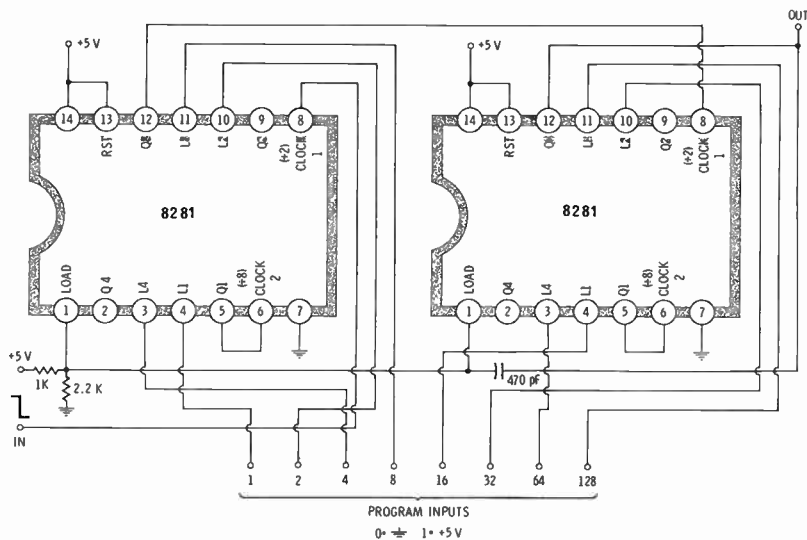 OUT
+5 V
+5 V
14 13 12 11 10 9 8
RST Q8 L8 L2 Q2 (÷2) CLOCK 1
14 13 12 11 10 9 8
RST Q8 L8 L2 Q2 (÷2) CLOCK 1
8281
8281
LOAD Q4 L4 L1 Q1 (÷8) CLOCK 2
1 2 3 4 5 6 7
LOAD Q4 L4 L1 Q1 (÷8) CLOCK 2
1 2 3 4 5 6 7
+5 V
1K
2.2 K
470 pF
IN
1 2 4 8 16 32 64 128
PROGRAM INPUTS
0= 1= +5 V